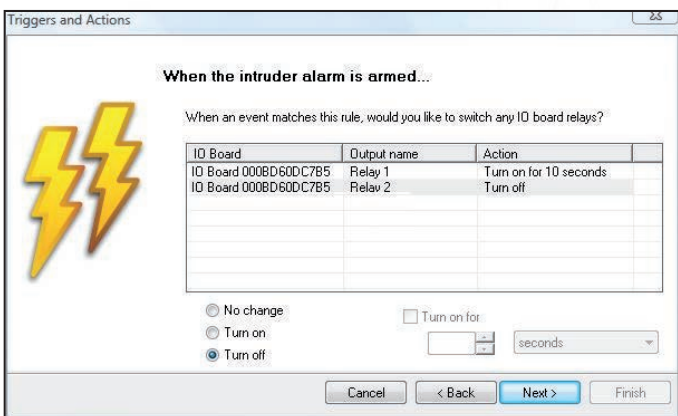 Triggers and Actions
When the intruder alarm is armed...
When an event matches this rule, would you like to switch any IO board relays?
IO Board Output name Action
IO Board 000BD60DC7B5 Relay 1 Turn on for 10 seconds
IO Board 000BD60DC7B5 Relay 2 Turn off
No change
Turn on for
Turn on
seconds
Turn off
Cancel < Back Next > Finish